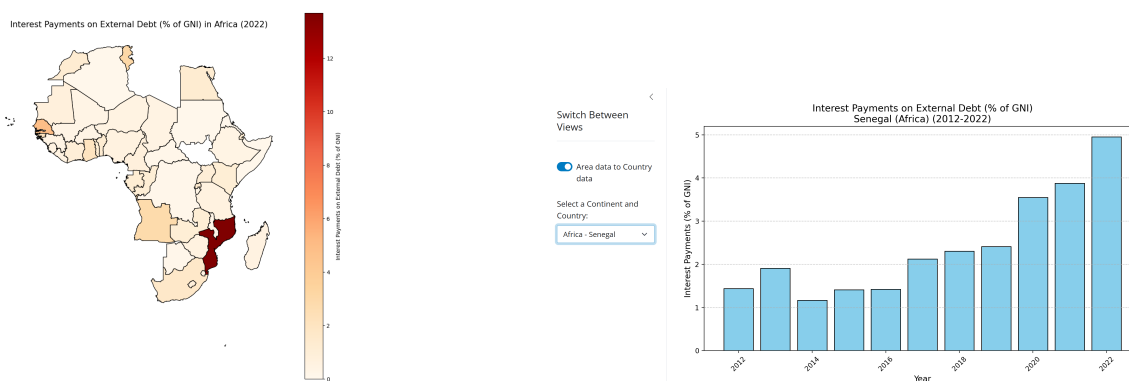 Interest Payments on External Debt (% of GNI) in Africa (2022)
12
10
8
6
4
2
0
Interest Payments on External Debt (% of GNI)
Switch Between
Views
Area data to Country
data
Select a Continent and
Country:
Africa - Senegal
Interest Payments on External Debt (% of GNI)
Senegal (Africa) (2012-2022)
Interest Payments (% of GNI)
5
4
3
2
1
0
2012
2014
2016
2018
2020
2022
Year